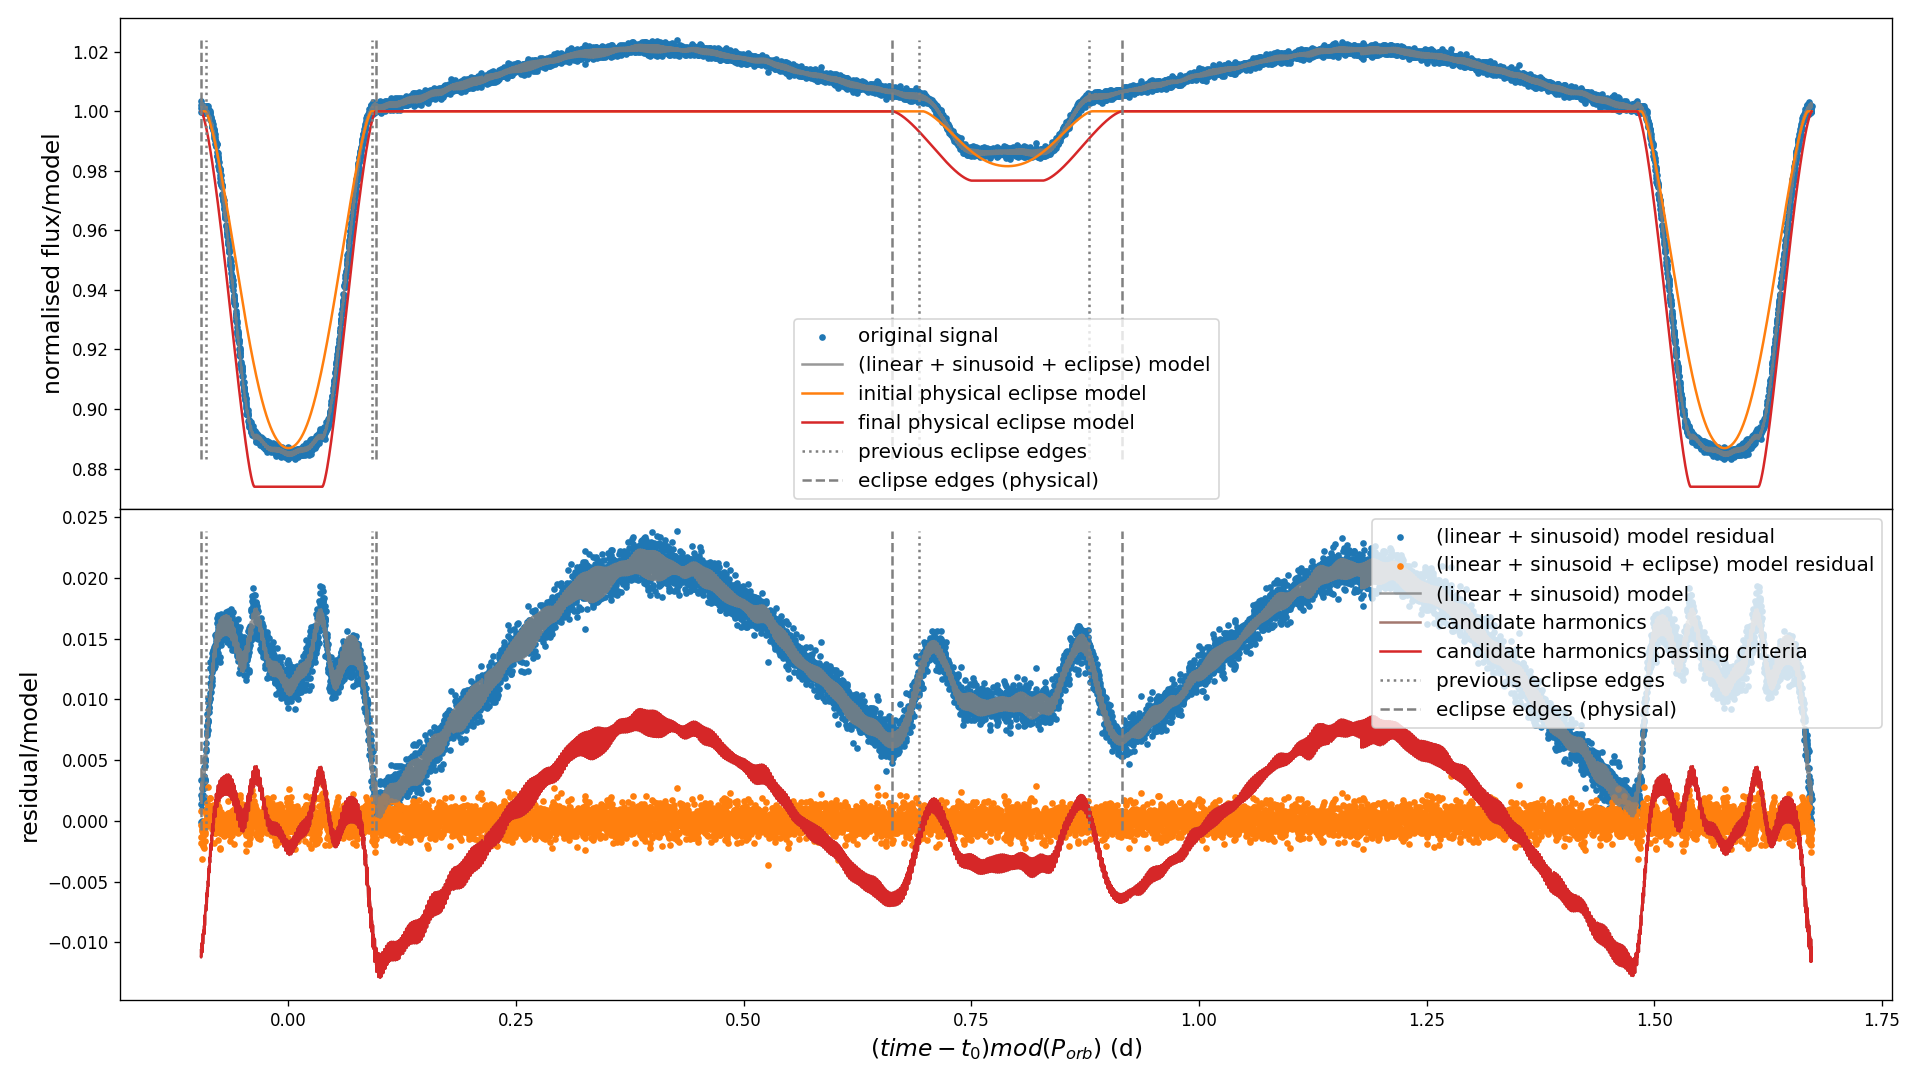 normalised flux/model
1.02
1.00
0.98
0.96
0.94
0.92
0.90
0.88
original signal
(linear + sinusoid + eclipse) model
initial physical eclipse model
final physical eclipse model
previous eclipse edges
eclipse edges (physical)
residual/model
0.025
0.020
0.015
0.010
0.005
0.000
−0.005
−0.010
(linear + sinusoid) model residual
(linear + sinusoid + eclipse) model residual
(linear + sinusoid) model
candidate harmonics
candidate harmonics passing criteria
previous eclipse edges
eclipse edges (physical)
0.00 0.25 0.50 0.75 1.00 1.25 1.50 1.75
(time − t₀)mod(P_orb) (d)